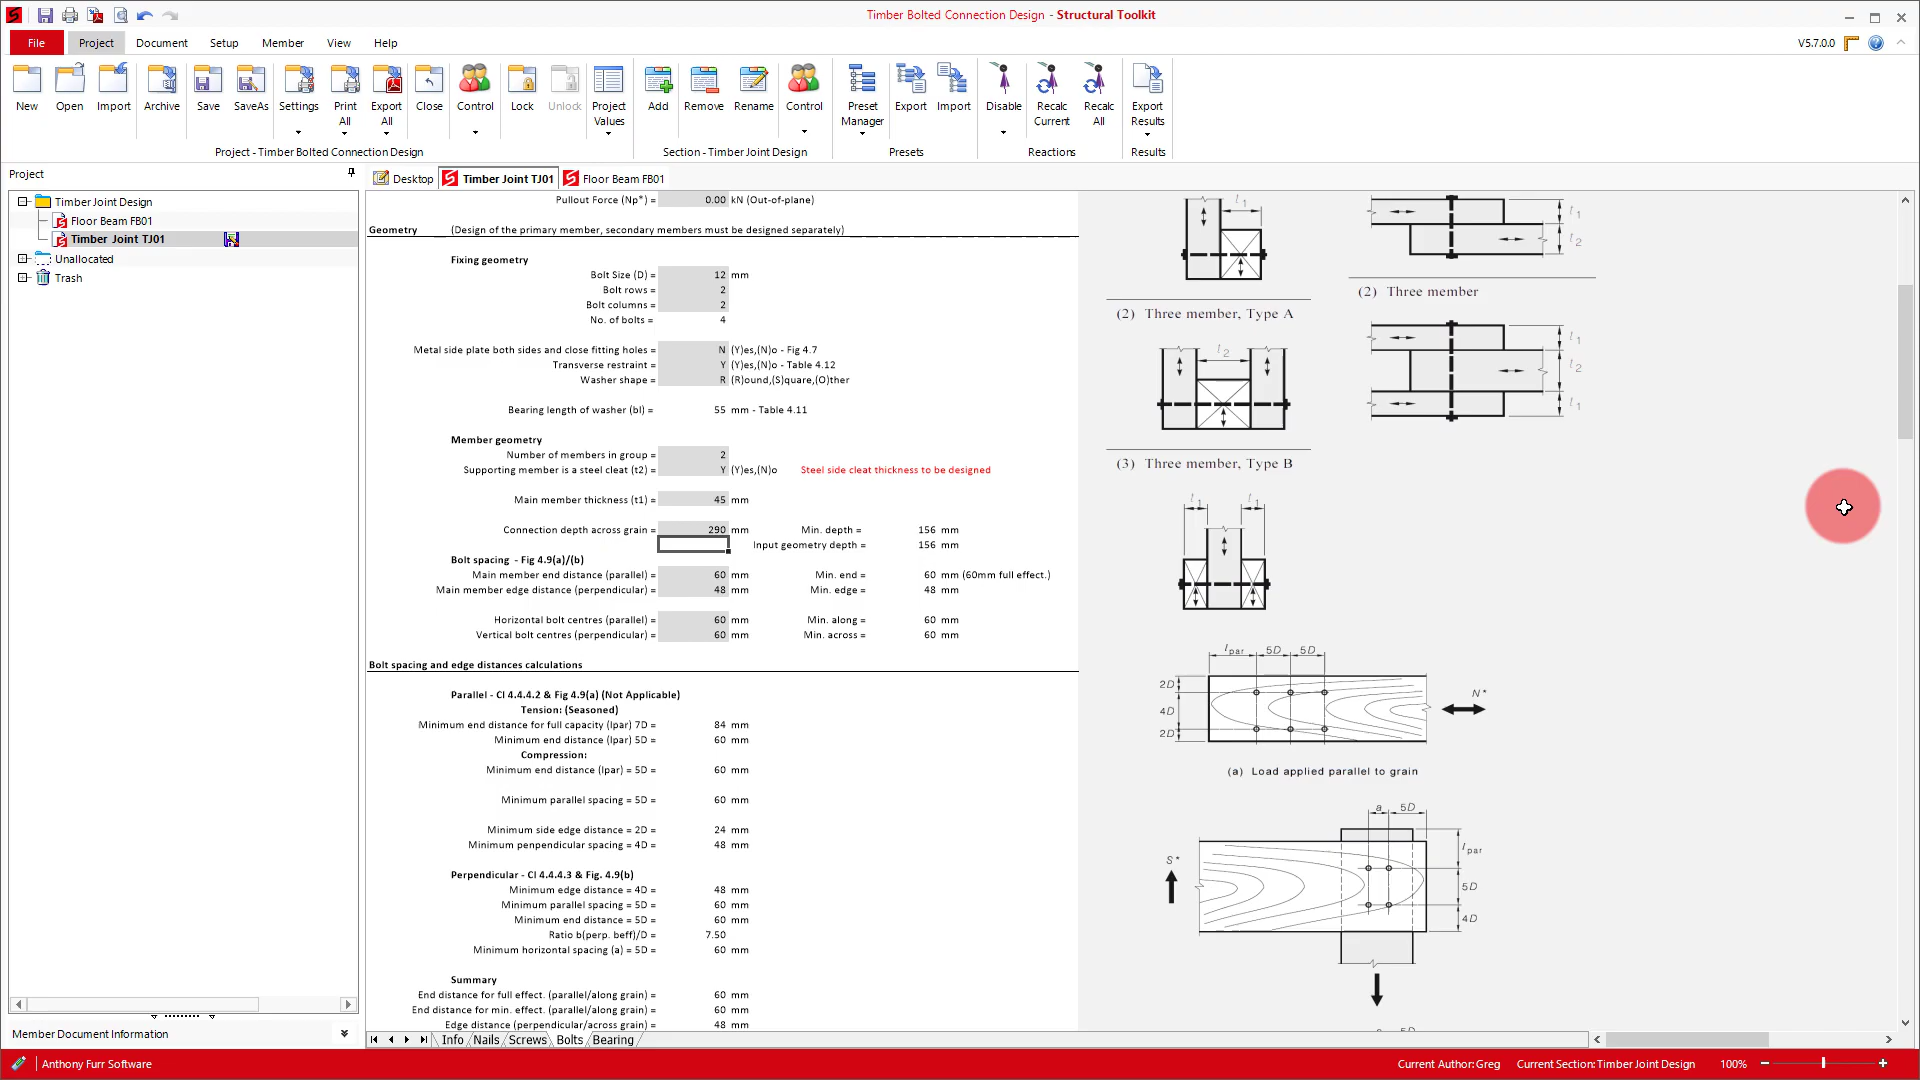 Timber Bolted Connection Design - Structural Toolkit
File Project Document Setup Member View Help V5.7.0.0
New Open Import Archive Save SaveAs Settings Print All Export All Close Control Lock Unlock Project Values Add Remove Rename Control Preset Manager Export Import Disable Recalc Current Recalc All Export Results
Project - Timber Bolted Connection Design Section - Timber Joint Design Presets Reactions Results
Project
Desktop Timber Joint TJ01 Floor Beam FB01
Timber Joint Design
Floor Beam FB01
Timber Joint TJ01
Unallocated
Trash
Pullout Force (Np*) = 0.00 kN (Out-of-plane)
Geometry (Design of the primary member, secondary members must be designed separately)
Fixing geometry
Bolt Size (D) = 12 mm
Bolt rows = 2
Bolt columns = 2
No. of bolts = 4
Metal side plate both sides and close fitting holes = N (Y)es,(N)o - Fig 4.7
Transverse restraint = Y (Y)es,(N)o - Table 4.12
Washer shape = R (R)ound,(S)quare,(O)ther
Bearing length of washer (bl) = 55 mm - Table 4.11
Member geometry
Number of members in group = 2
Supporting member is a steel cleat (t2) = Y (Y)es,(N)o Steel side cleat thickness to be designed
Main member thickness (t1) = 45 mm
Connection depth across grain = 290 mm Min. depth = 156 mm
Input geometry depth = 156 mm
Bolt spacing - Fig 4.9(a)/(b)
Main member end distance (parallel) = 60 mm Min. end = 60 mm (60mm full effect.)
Main member edge distance (perpendicular) = 48 mm Min. edge = 48 mm
Horizontal bolt centres (parallel) = 60 mm Min. along = 60 mm
Vertical bolt centres (perpendicular) = 60 mm Min. across = 60 mm
Bolt spacing and edge distances calculations
Parallel - Cl 4.4.4.2 & Fig 4.9(a) (Not Applicable)
Tension: (Seasoned)
Minimum end distance for full capacity (lpar) 7D = 84 mm
Minimum end distance (lpar) 5D = 60 mm
Compression:
Minimum end distance (lpar) = 5D = 60 mm
Minimum parallel spacing = 5D = 60 mm
Minimum side edge distance = 2D = 24 mm
Minimum perpendicular spacing = 4D = 48 mm
Perpendicular - Cl 4.4.4.3 & Fig. 4.9(b)
Minimum edge distance = 4D = 48 mm
Minimum parallel spacing = 5D = 60 mm
Minimum end distance = 5D = 60 mm
Ratio b(perp. beff)/D = 7.50
Minimum horizontal spacing (a) = 5D = 60 mm
Summary
End distance for full effect. (parallel/along grain) = 60 mm
End distance for min. effect. (parallel/along grain) = 60 mm
Edge distance (perpendicular/across grain) = 48 mm
l1
l1
l2
(2) Three member, Type A
(2) Three member
l2
l1
l2
l1
(3) Three member, Type B
l1 l1
lpar 5D 5D
2D
4D
2D
N*
(a) Load applied parallel to grain
a 5D
lpar
S*
5D
4D
a 5D
Info Nails Screws Bolts Bearing
Member Document Information
Anthony Furr Software Current Author: Greg Current Section: Timber Joint Design 100%